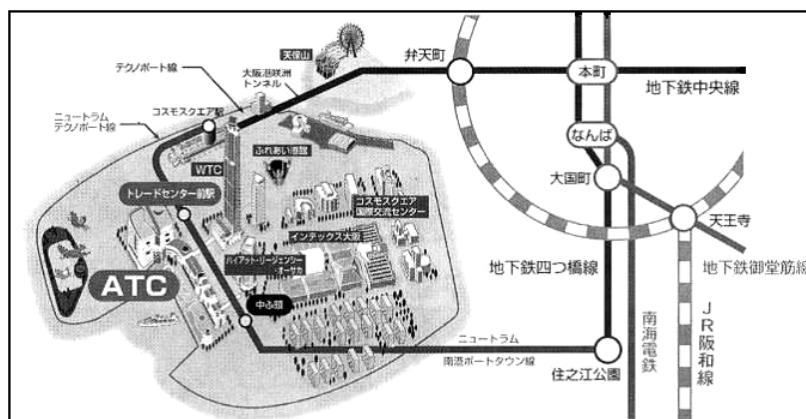 天保山
テクノポート線
大阪港咲洲
トンネル
弁天町
本町
地下鉄中央線
コスモスクエア駅
ニュートラム
テクノポート線
なんば
ふれあい港館
WTC
大国町
トレードセンター前駅
コスモスクエア
国際交流センター
天王寺
インテックス大阪
ハイアット・リージェンシー
・オーサカ
地下鉄四つ橋線
地下鉄御堂筋線
ATC
中ふ頭
南海電鉄
JR阪和線
ニュートラム
南港ポートタウン線
住之江公園